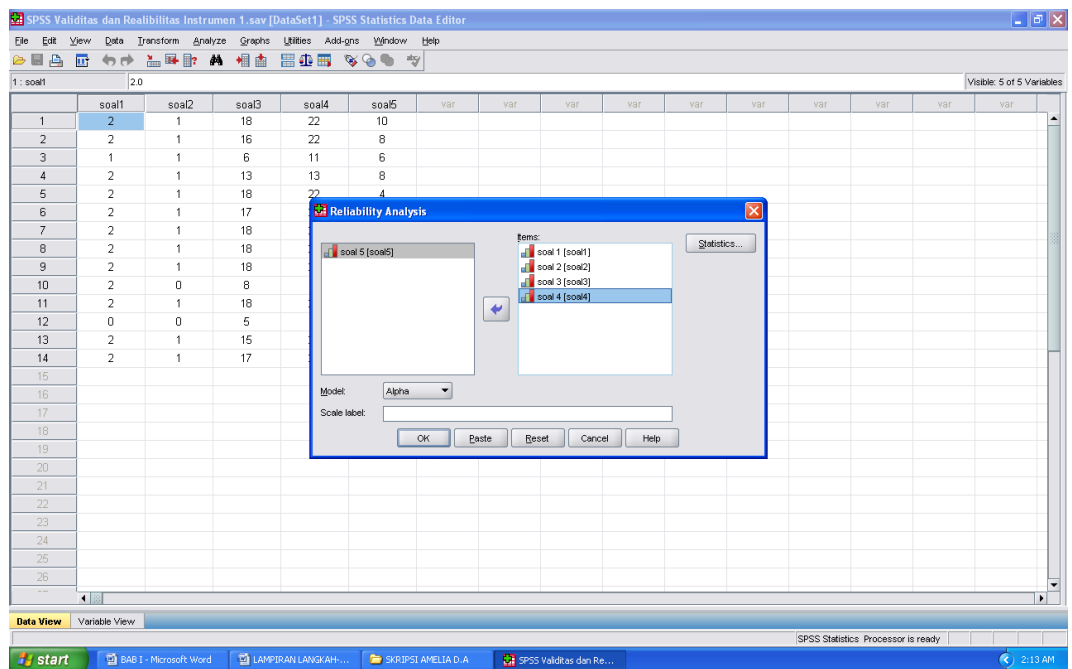 SPSS Validitas dan Realibilitas Instrumen 1.sav [DataSet1] - SPSS Statistics Data Editor
File Edit View Data Transform Analyze Graphs Utilities Add-ons Window Help
1 : soal1 2.0 Visible: 5 of 5 Variables
soal1 soal2 soal3 soal4 soal5 var var var var var var var var var var
1 2 1 18 22 10
2 2 1 16 22 8
3 1 1 6 11 6
4 2 1 13 13 8
5 2 1 18 22 4
6 2 1 17
7 2 1 18
8 2 1 18
9 2 1 18
10 2 0 8
11 2 1 18
12 0 0 5
13 2 1 15
14 2 1 17
15
16
17
18
19
20
21
22
23
24
25
26
Reliability Analysis
Items:
soal 5 [soal5]
soal 1 [soal1]
soal 2 [soal2]
soal 3 [soal3]
soal 4 [soal4]
Statistics...
Model: Alpha
Scale label:
OK Paste Reset Cancel Help
Data View Variable View
SPSS Statistics Processor is ready
start BAB I - Microsoft Word LAMPIRAN LANGKAH-... SKRIPSI AMELIA D.A SPSS Validitas dan Re... 2:13 AM